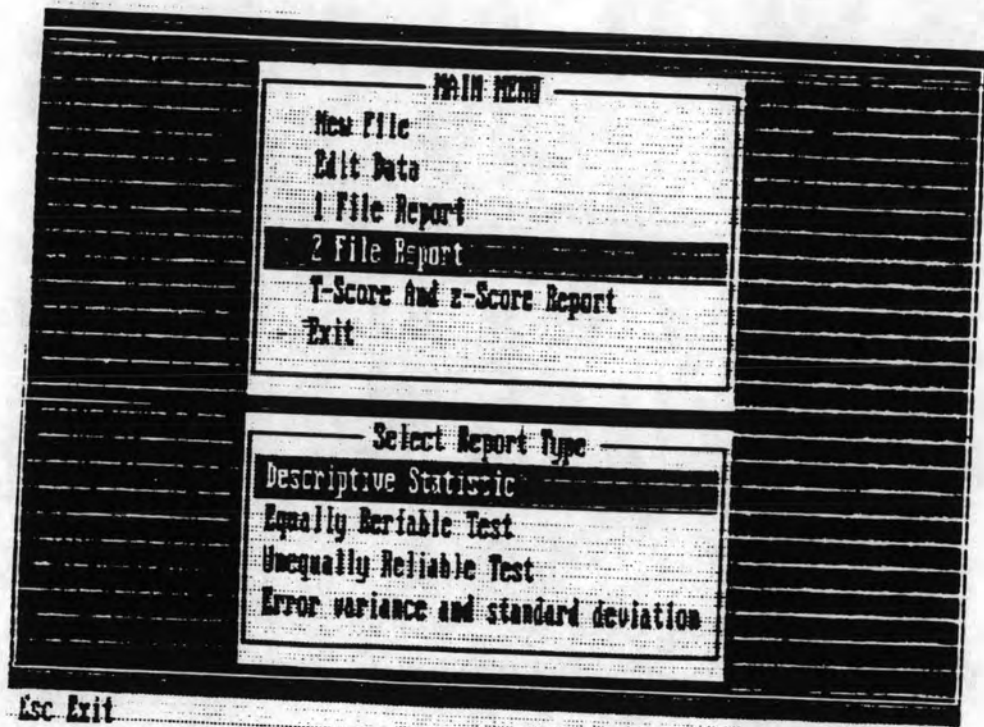 MAIN MENU
New File
Edit Data
1 File Report
2 File Report
T-Score And z-Score Report
Exit
Select Report Type
Descriptive Statistic
Equally Berfable Test
Unequally Reliable Test
Error variance and standard deviation
Esc Exit